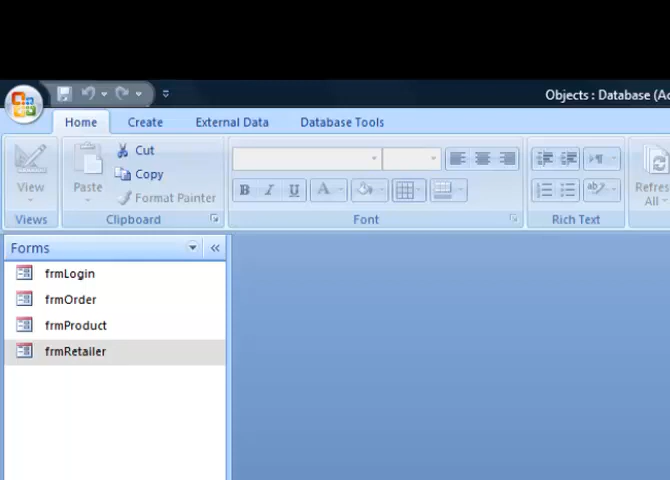 Objects : Database (Ac
Home Create External Data Database Tools
View
Paste
Cut
Copy
Format Painter
B I U A
Refres
All
Views Clipboard Font Rich Text
Forms
frmLogin
frmOrder
frmProduct
frmRetailer